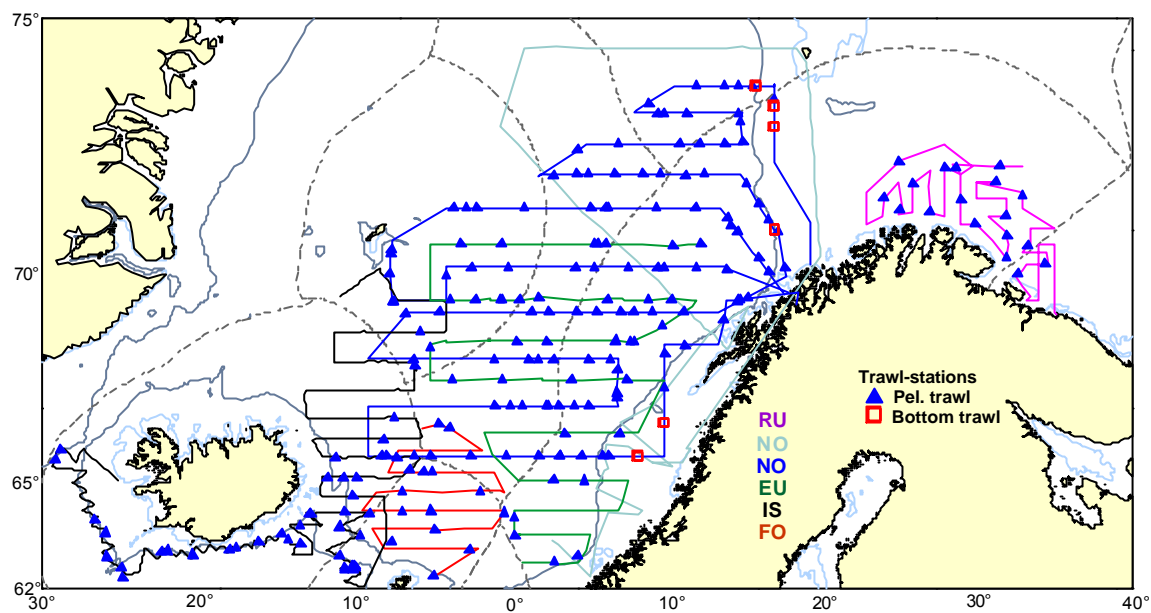 75°
70°
65°
62°
30°
20°
10°
0°
10°
20°
30°
40°
Trawl-stations
Pel. trawl
Bottom trawl
RU
NO
NO
EU
IS
FO